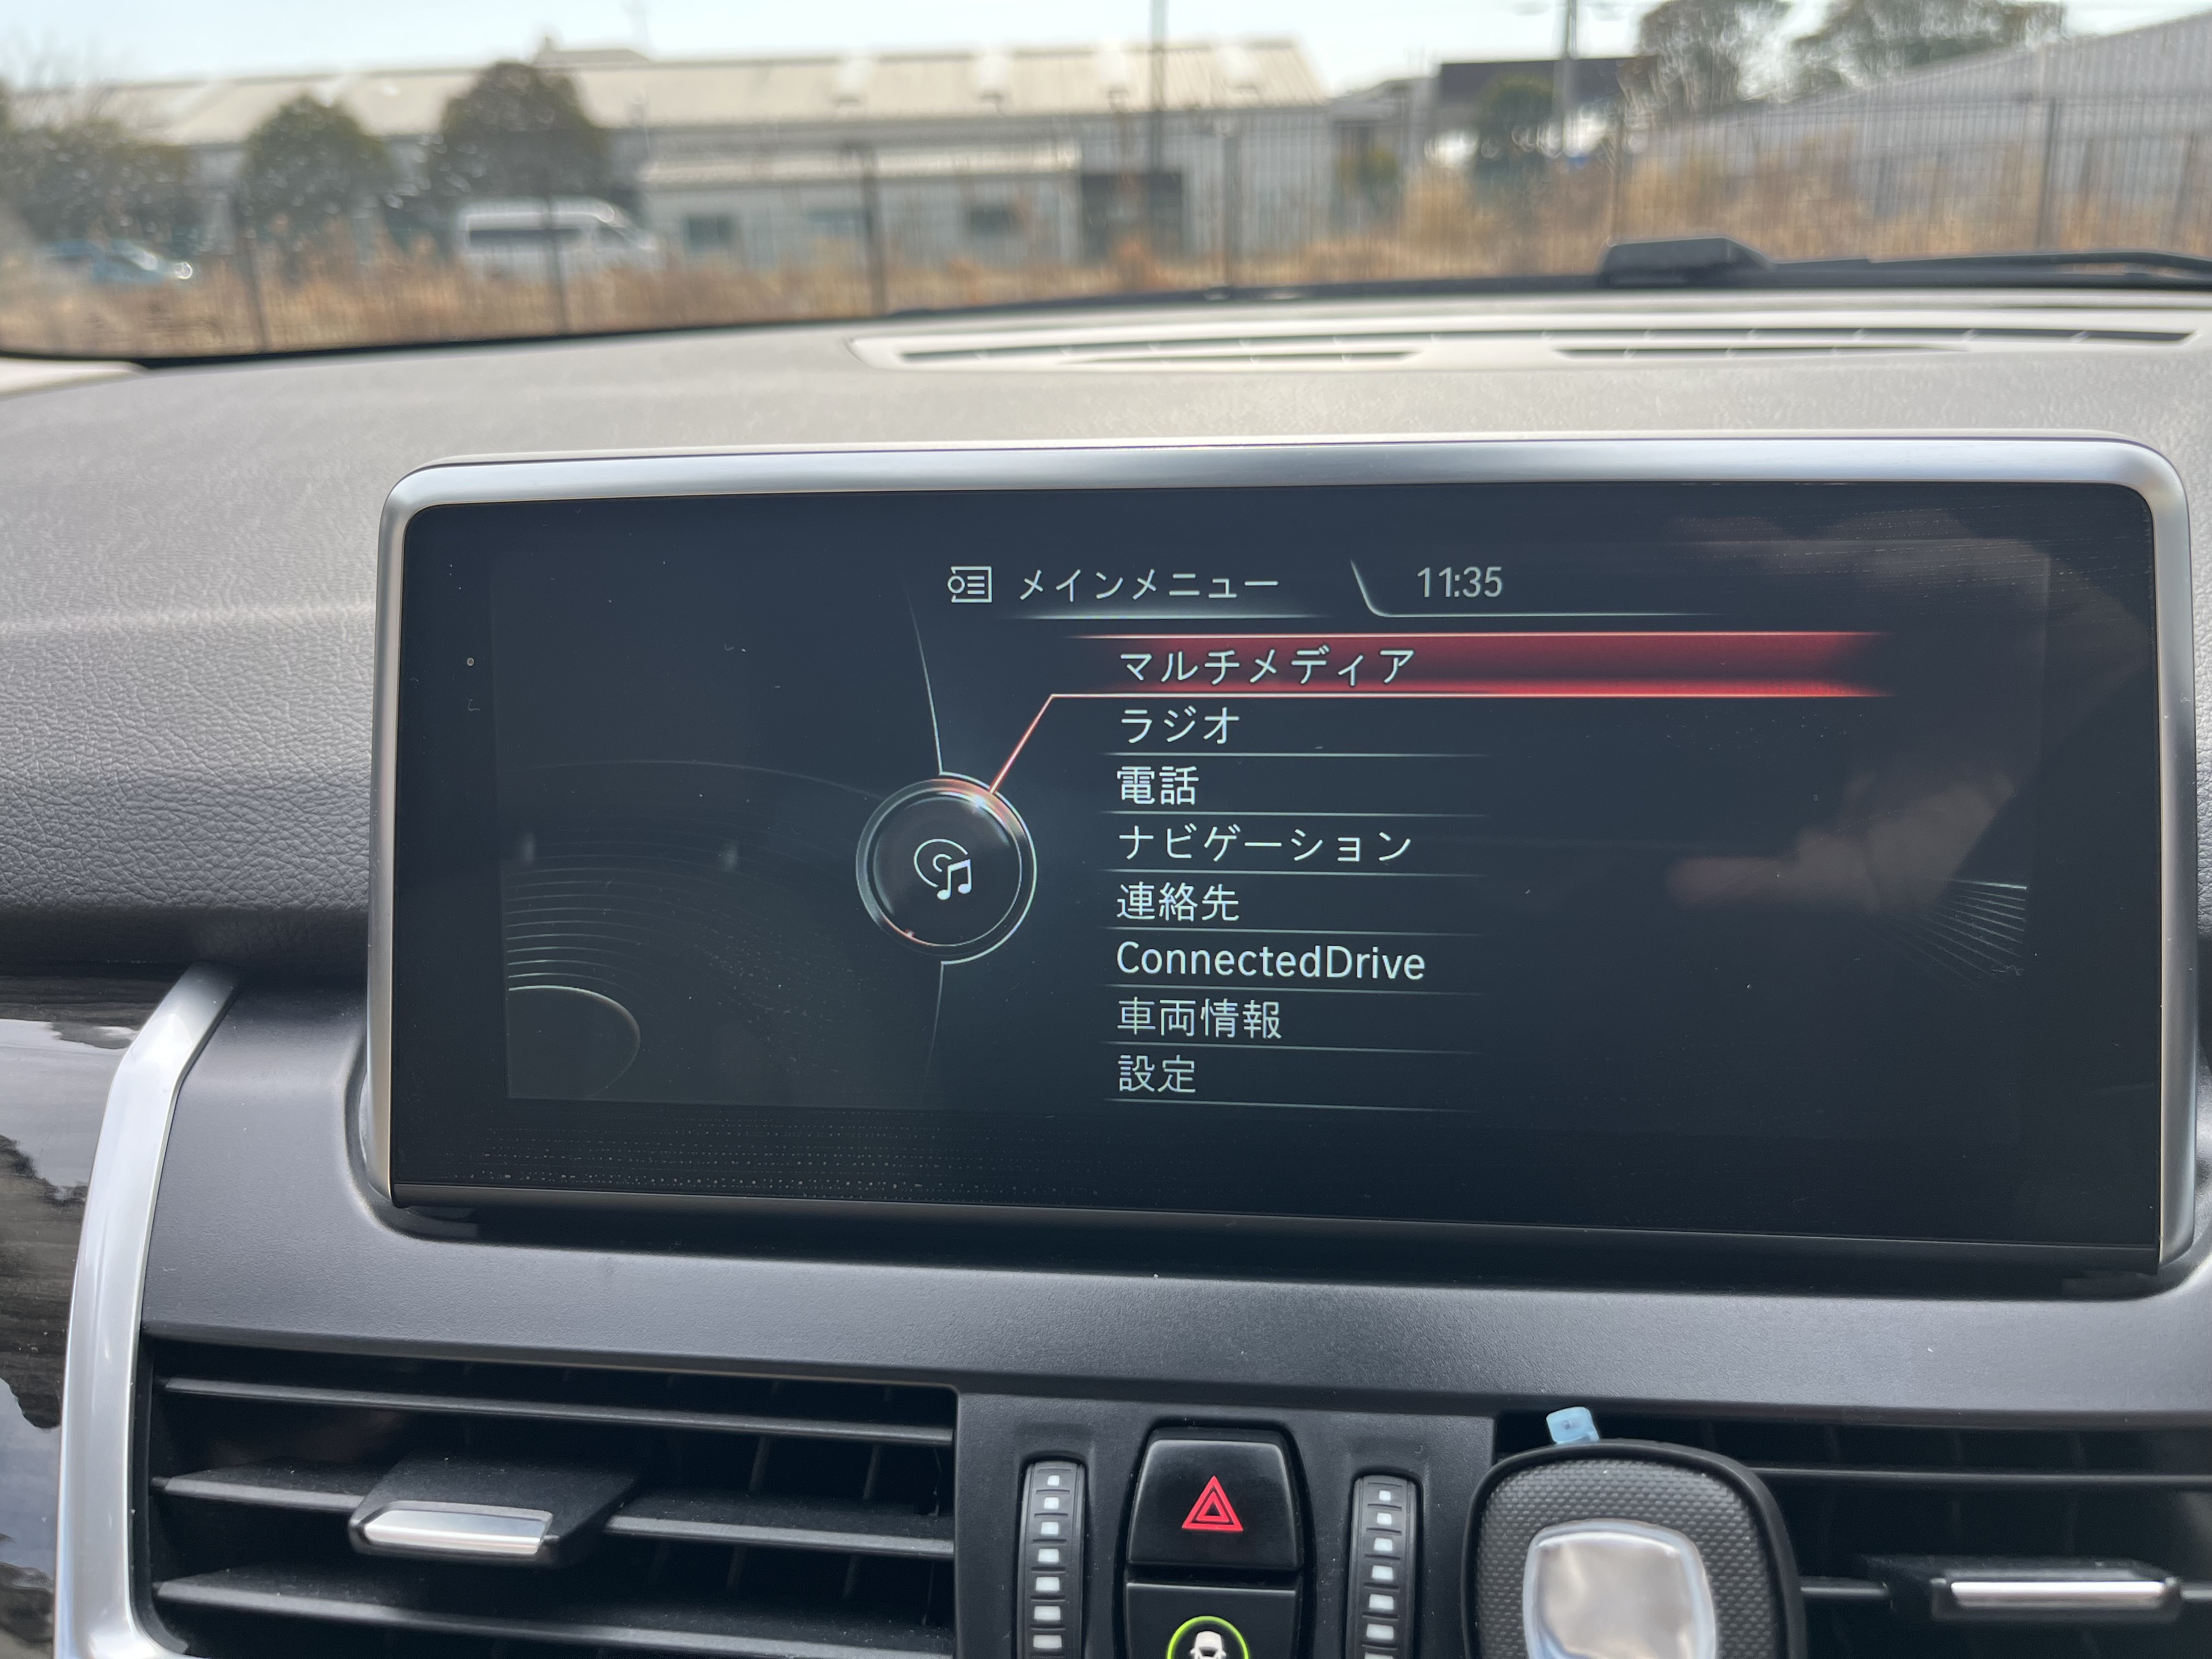 メインメニュー 11:35
マルチメディア
ラジオ
電話
ナビゲーション
連絡先
ConnectedDrive
車両情報
設定